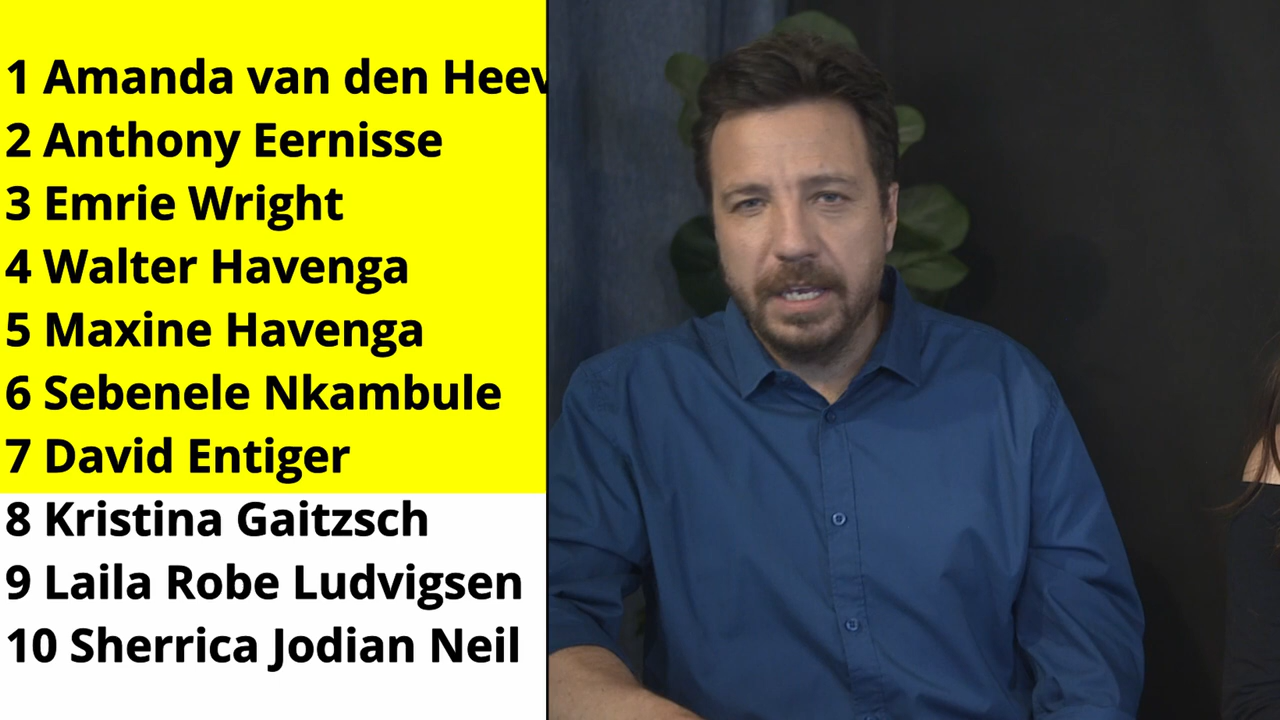 1 Amanda van den Heev
2 Anthony Eernisse
3 Emrie Wright
4 Walter Havenga
5 Maxine Havenga
6 Sebenele Nkambule
7 David Entiger
8 Kristina Gaitzsch
9 Laila Robe Ludvigsen
10 Sherrica Jodian Neil